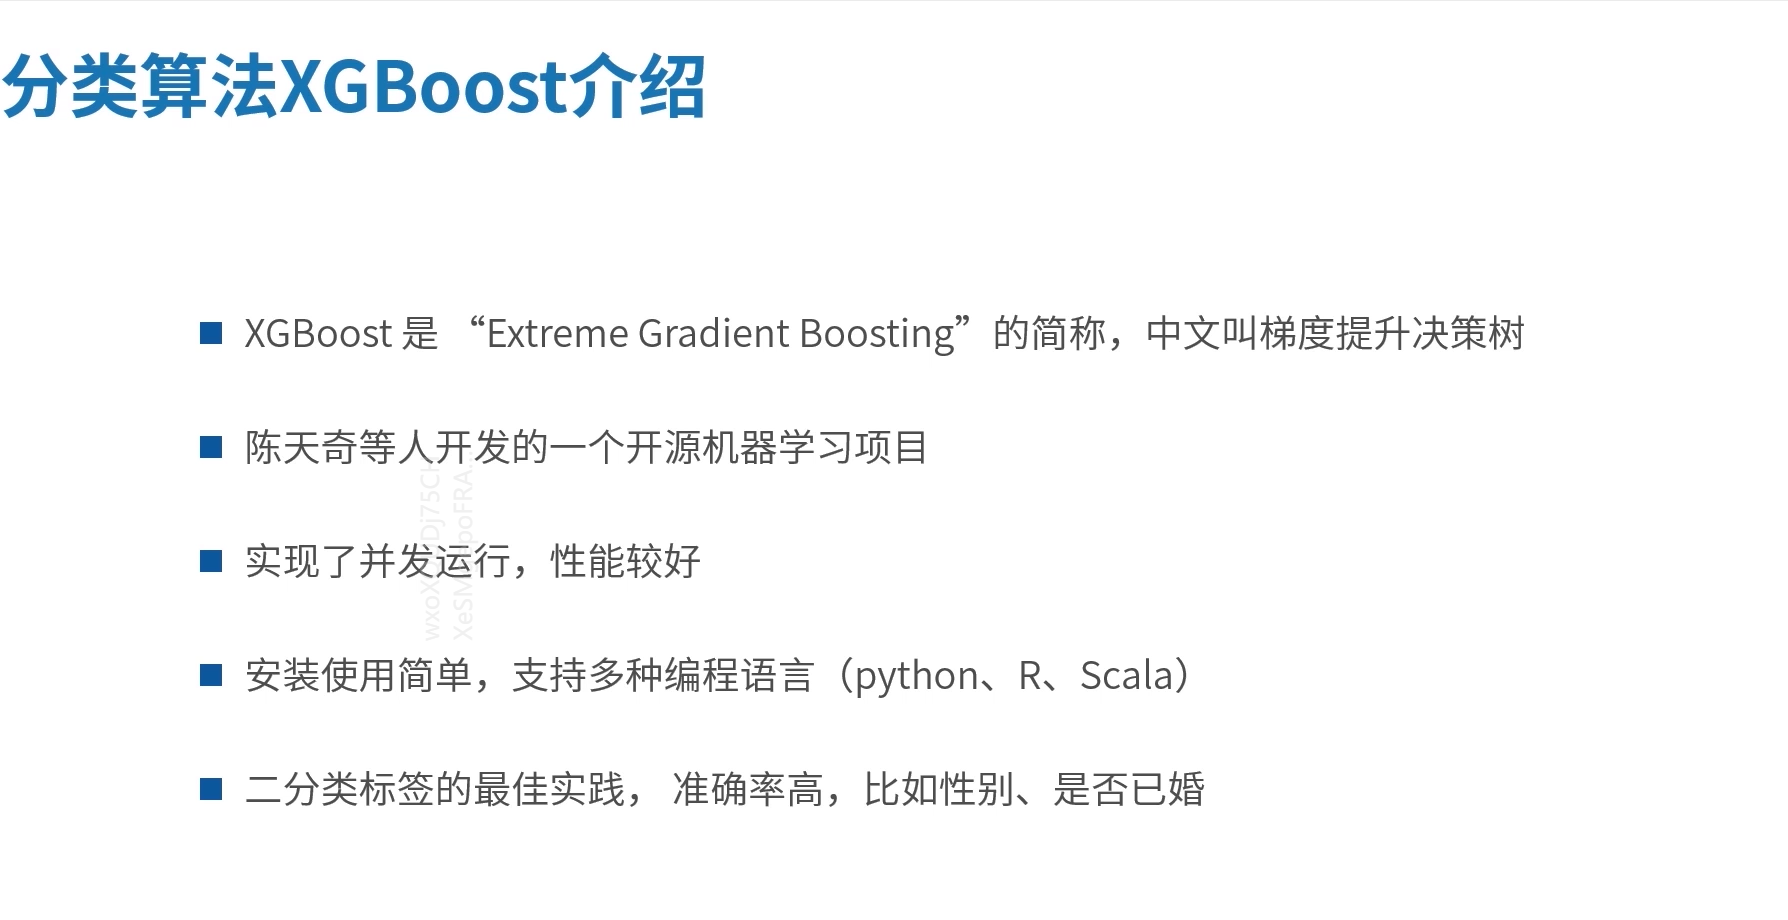 分类算法XGBoost介绍
XGBoost 是 “Extreme Gradient Boosting”的简称，中文叫梯度提升决策树
陈天奇等人开发的一个开源机器学习项目
实现了并发运行，性能较好
安装使用简单，支持多种编程语言（python、R、Scala）
二分类标签的最佳实践， 准确率高，比如性别、是否已婚